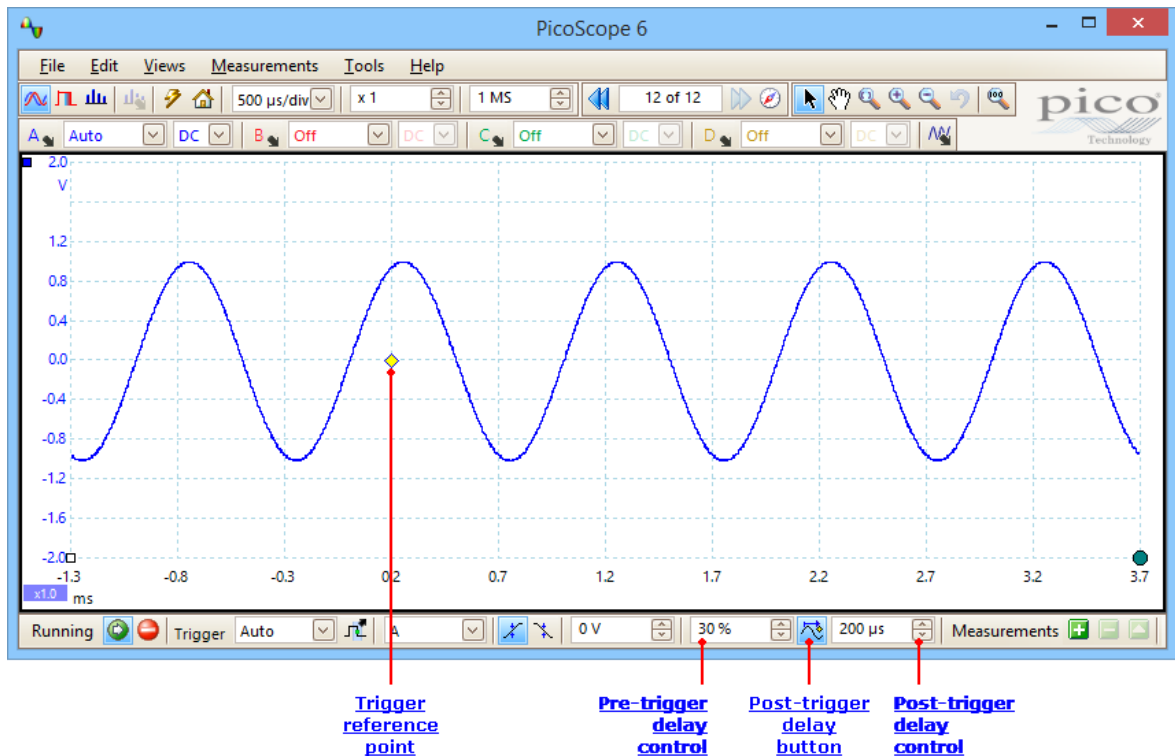 PicoScope 6
File Edit Views Measurements Tools Help
500 µs/div x 1 1 MS 12 of 12
pico
Technology
A Auto DC B Off DC C Off DC D Off DC
2.0
V
1.2
0.8
0.4
0.0
-0.4
-0.8
-1.2
-1.6
-2.0
-1.3 -0.8 -0.3 0.2 0.7 1.2 1.7 2.2 2.7 3.2 3.7
x1.0 ms
Running Trigger Auto A 0 V 30 % 200 µs Measurements
Trigger
reference
point
Pre-trigger
delay
control
Post-trigger
delay
button
Post-trigger
delay
control